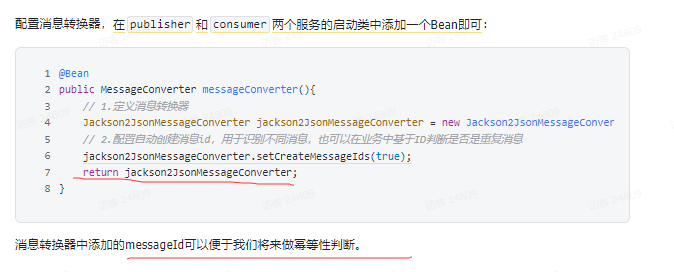 配置消息转换器，在 publisher 和 consumer 两个服务的启动类中添加一个Bean即可：
1 @Bean
2 public MessageConverter messageConverter(){
3 // 1.定义消息转换器
4 Jackson2JsonMessageConverter jackson2JsonMessageConverter = new Jackson2JsonMessageConver
5 // 2.配置自动创建消息id，用于识别不同消息，也可以在业务中基于ID判断是否是重复消息
6 jackson2JsonMessageConverter.setCreateMessageIds(true);
7 return jackson2JsonMessageConverter;
8 }
消息转换器中添加的messageId可以便于我们将来做幂等性判断。